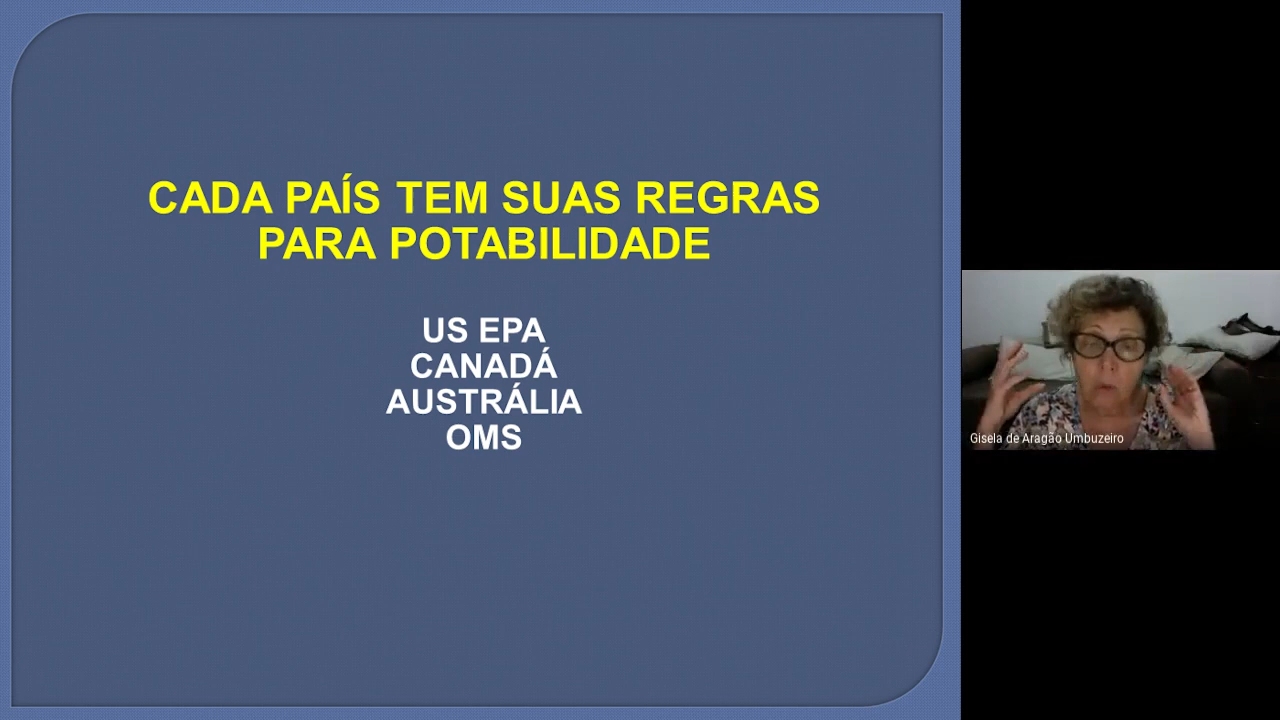 CADA PAÍS TEM SUAS REGRAS
PARA POTABILIDADE
US EPA
CANADÁ
AUSTRÁLIA
OMS
Gisela de Aragão Umbuzeiro